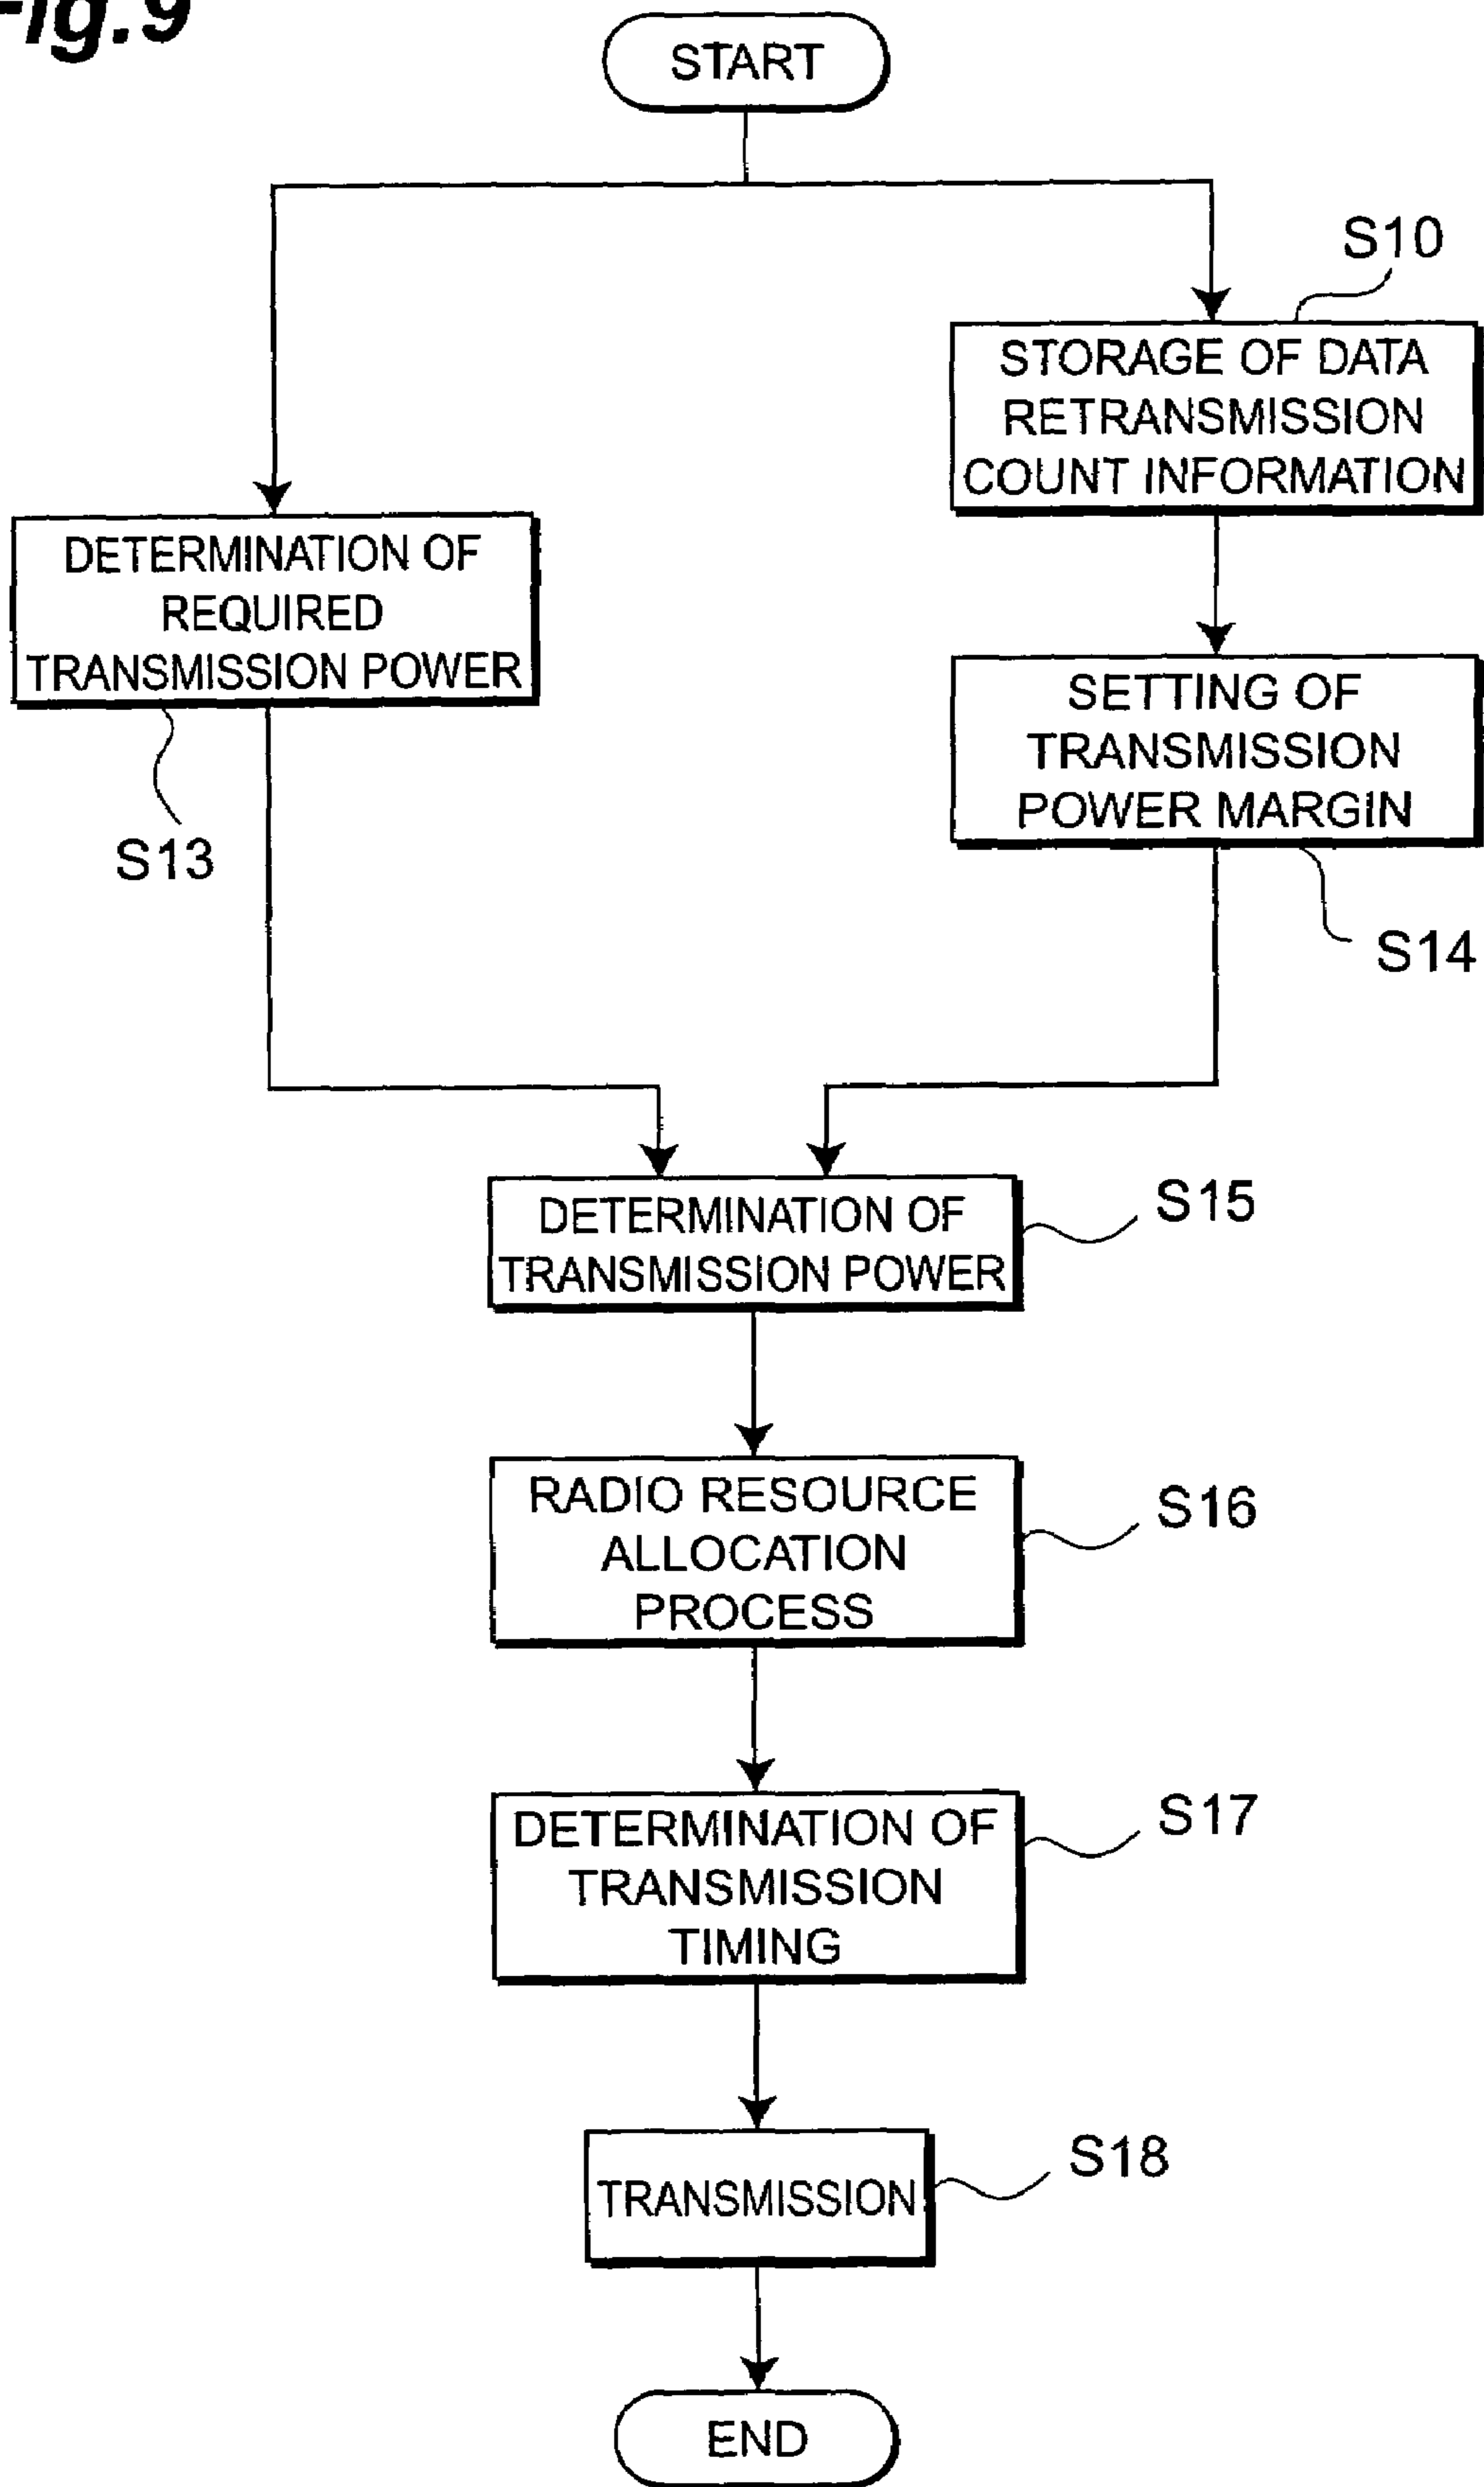 Fig.9
START
S10
STORAGE OF DATA
RETRANSMISSION
COUNT INFORMATION
DETERMINATION OF
REQUIRED
TRANSMISSION POWER
S13
SETTING OF
TRANSMISSION
POWER MARGIN
S14
DETERMINATION OF
TRANSMISSION POWER
S15
RADIO RESOURCE
ALLOCATION
PROCESS
S16
DETERMINATION OF
TRANSMISSION
TIMING
S17
TRANSMISSION
S18
END